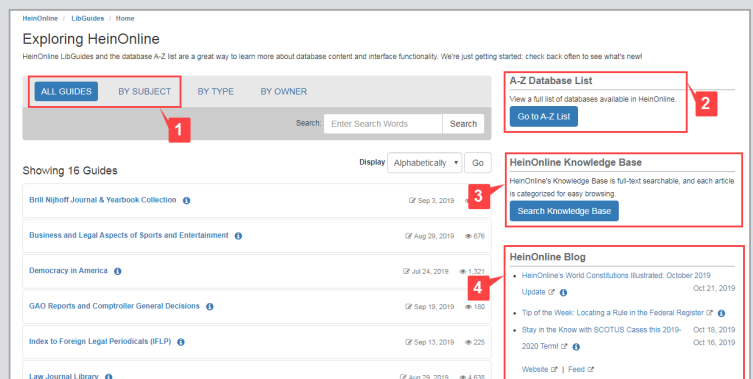 HeinOnline / LibGuides / Home
Exploring HeinOnline
HeinOnline LibGuides and the database A-Z list are a great way to learn more about database content and interface functionality. We're just getting started: check back often to see what's new!
ALL GUIDES BY SUBJECT BY TYPE BY OWNER
1
Search: Enter Search Words Search
Showing 16 Guides
Display Alphabetically Go
Brill Nijhoff Journal & Yearbook Collection Sep 3, 2019
Business and Legal Aspects of Sports and Entertainment Aug 29, 2019 676
Democracy in America Jul 24, 2019 1,321
GAO Reports and Comptroller General Decisions Sep 19, 2019 180
Index to Foreign Legal Periodicals (IFLP) Sep 13, 2019 225
Law Journal Library Aug 29, 2019 4,638
A-Z Database List
2
View a full list of databases available in HeinOnline.
Go to A-Z List
HeinOnline Knowledge Base
3
HeinOnline's Knowledge Base is full-text searchable, and each article
is categorized for easy browsing.
Search Knowledge Base
HeinOnline Blog
4
HeinOnline's World Constitutions Illustrated: October 2019
Update Oct 21, 2019
Tip of the Week: Locating a Rule in the Federal Register
Stay in the Know with SCOTUS Cases this 2019- Oct 18, 2019
2020 Term! Oct 16, 2019
Website | Feed